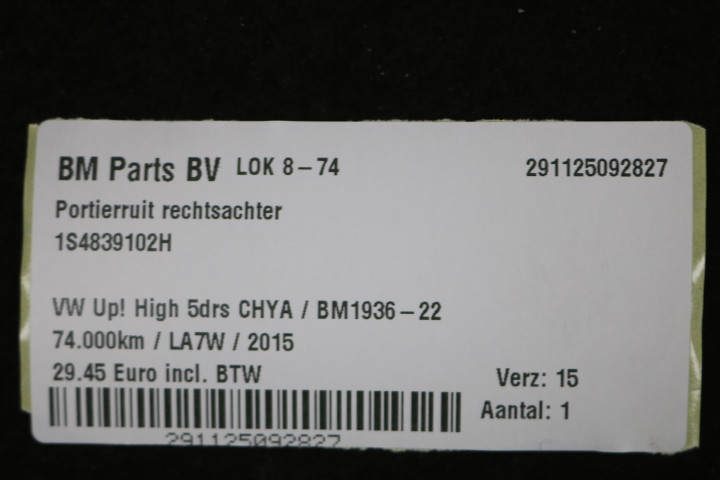 BM Parts BV LOK 8-74 291125092827
Portierruit rechtsachter
1S4839102H
VW Up! High 5drs CHYA / BM1936-22
74.000km / LA7W / 2015
29.45 Euro incl. BTW
Verz: 15
Aantal: 1
291125092827